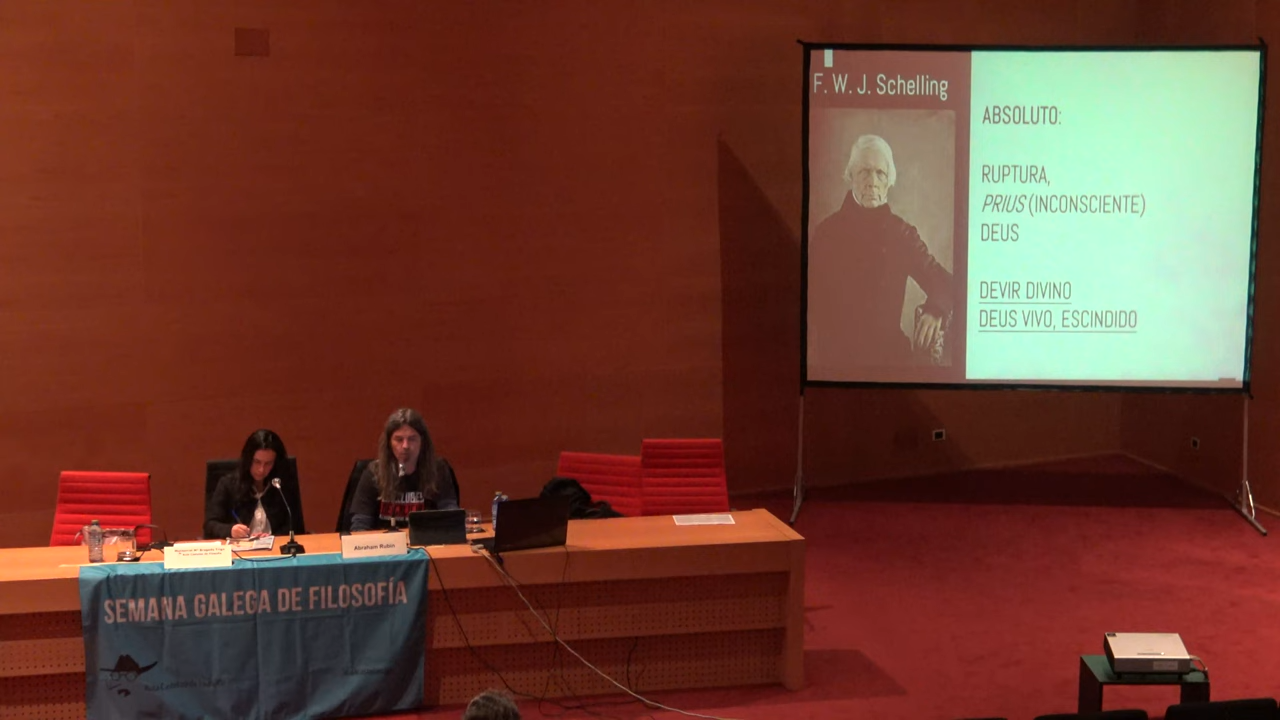 F. W. J. Schelling
ABSOLUTO:
RUPTURA,
PRIUS (INCONSCIENTE)
DEUS
DEVIR DIVINO
DEUS VIVO, ESCINDIDO
Abraham Rubín
SEMANA GALEGA DE FILOSOFÍA